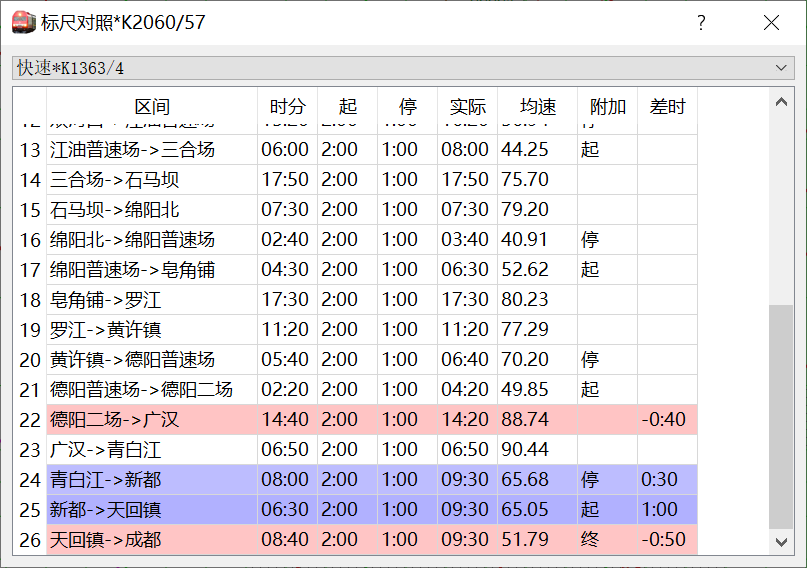 标尺对照*K2060/57
?
快速*K1363/4
区间 时分 起 停 实际 均速 附加 差时
13 江油普速场->三合场 06:00 2:00 1:00 08:00 44.25 起
14 三合场->石马坝 17:50 2:00 1:00 17:50 75.70
15 石马坝->绵阳北 07:30 2:00 1:00 07:30 79.20
16 绵阳北->绵阳普速场 02:40 2:00 1:00 03:40 40.91 停
17 绵阳普速场->皂角铺 04:30 2:00 1:00 06:30 52.62 起
18 皂角铺->罗江 17:30 2:00 1:00 17:30 80.23
19 罗江->黄许镇 11:20 2:00 1:00 11:20 77.29
20 黄许镇->德阳普速场 05:40 2:00 1:00 06:40 70.20 停
21 德阳普速场->德阳二场 02:20 2:00 1:00 04:20 49.85 起
22 德阳二场->广汉 14:40 2:00 1:00 14:20 88.74 -0:40
23 广汉->青白江 06:50 2:00 1:00 06:50 90.44
24 青白江->新都 08:00 2:00 1:00 09:30 65.68 停 0:30
25 新都->天回镇 06:30 2:00 1:00 09:30 65.05 起 1:00
26 天回镇->成都 08:40 2:00 1:00 09:30 51.79 终 -0:50